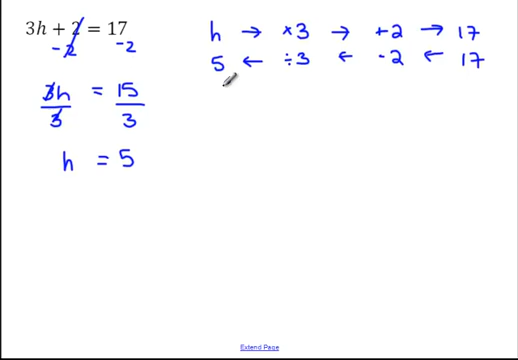 3h + 2 = 17
-2 -2
3h = 15
3 3
h = 5
h → ×3 → +2 → 17
5 ← ÷3 ← -2 ← 17
Extend Page